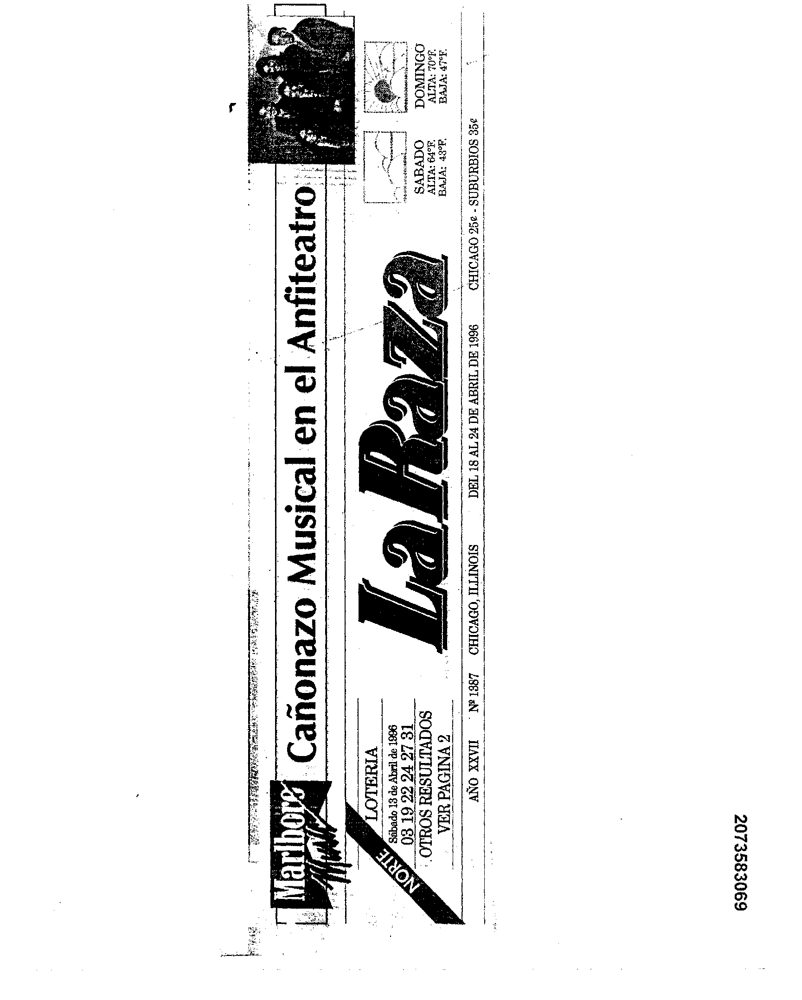 Marlboro
Music
Cañonazo Musical en el Anfiteatro
NORTE
LOTERIA
Sábado 13 de Abril de 1996
03 19 22 24 27 31
OTROS RESULTADOS
VER PAGINA 2
La Raza
SABADO
ALTA: 64°F.
BAJA: 43°F.
DOMINGO
ALTA: 70°F.
BAJA: 47°F.
AÑO XXVII Nº 1387 CHICAGO, ILLINOIS DEL 18 AL 24 DE ABRIL DE 1996 CHICAGO 25¢ - SUBURBIOS 35¢
2073583069